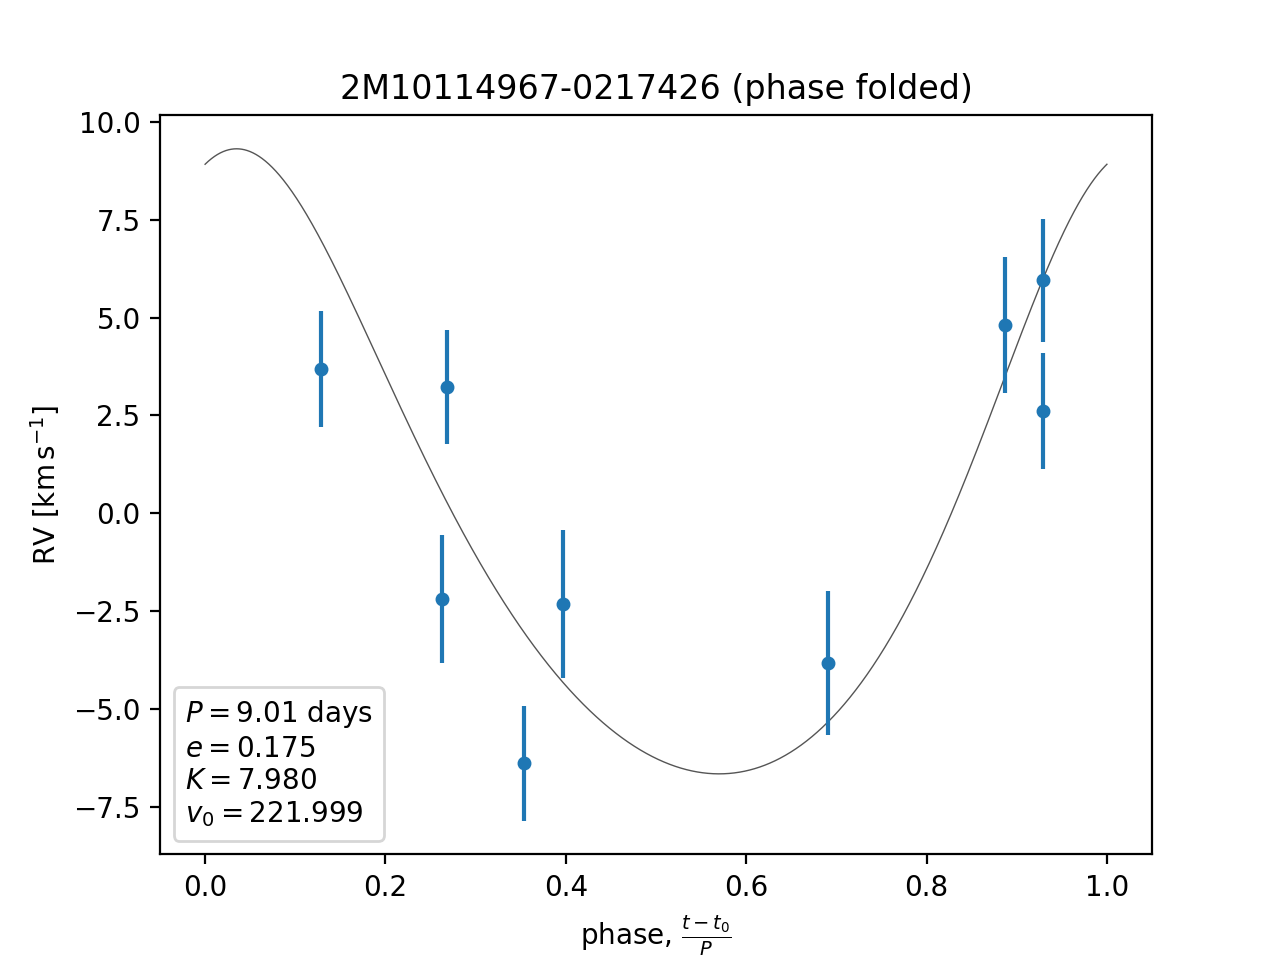 2M10114967-0217426 (phase folded)
10.0
7.5
5.0
2.5
0.0
−2.5
−5.0
−7.5
RV [km s⁻¹]
P = 9.01 days
e = 0.175
K = 7.980
v₀ = 221.999
0.0 0.2 0.4 0.6 0.8 1.0
phase, (t − t₀)/P